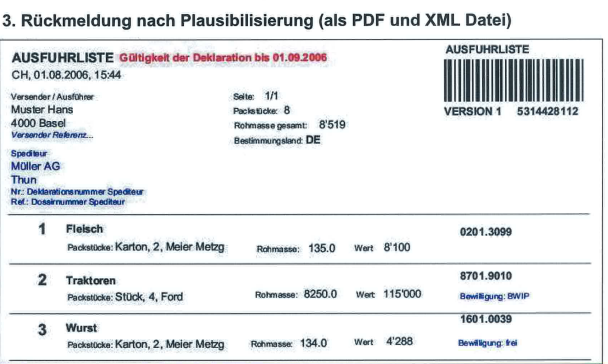 3. Rückmeldung nach Plausibilisierung (als PDF und XML Datei)
AUSFUHRLISTE Gültigkeit der Deklaration bis 01.09.2006
CH, 01.08.2006, 15:44
AUSFUHRLISTE
VERSION 1 5314428112
Versender / Ausführer
Muster Hans
4000 Basel
Versender Referenz...
Seite: 1/1
Packstücke: 8
Rohmasse gesamt: 8'519
Bestimmungsland: DE
Spediteur
Müller AG
Thun
Nr.: Deklarationsnummer Spediteur
Ref.: Dossiernummer Spediteur
1 Fleisch 0201.3099
Packstücke: Karton, 2, Meier Metzg Rohmasse: 135.0 Wert 8'100
2 Traktoren 8701.9010
Packstücke: Stück, 4, Ford Rohmasse: 8250.0 Wert 115'000 Bewilligung: BWIP
3 Wurst 1601.0039
Packstücke: Karton, 2, Meier Metzg Rohmasse: 134.0 Wert 4'288 Bewilligung: frei